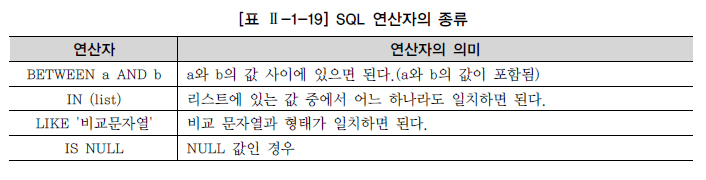 [표 Ⅱ-1-19] SQL 연산자의 종류
연산자 연산자의 의미
BETWEEN a AND b a와 b의 값 사이에 있으면 된다.(a와 b의 값이 포함됨)
IN (list) 리스트에 있는 값 중에서 어느 하나라도 일치하면 된다.
LIKE '비교문자열' 비교 문자열과 형태가 일치하면 된다.
IS NULL NULL 값인 경우